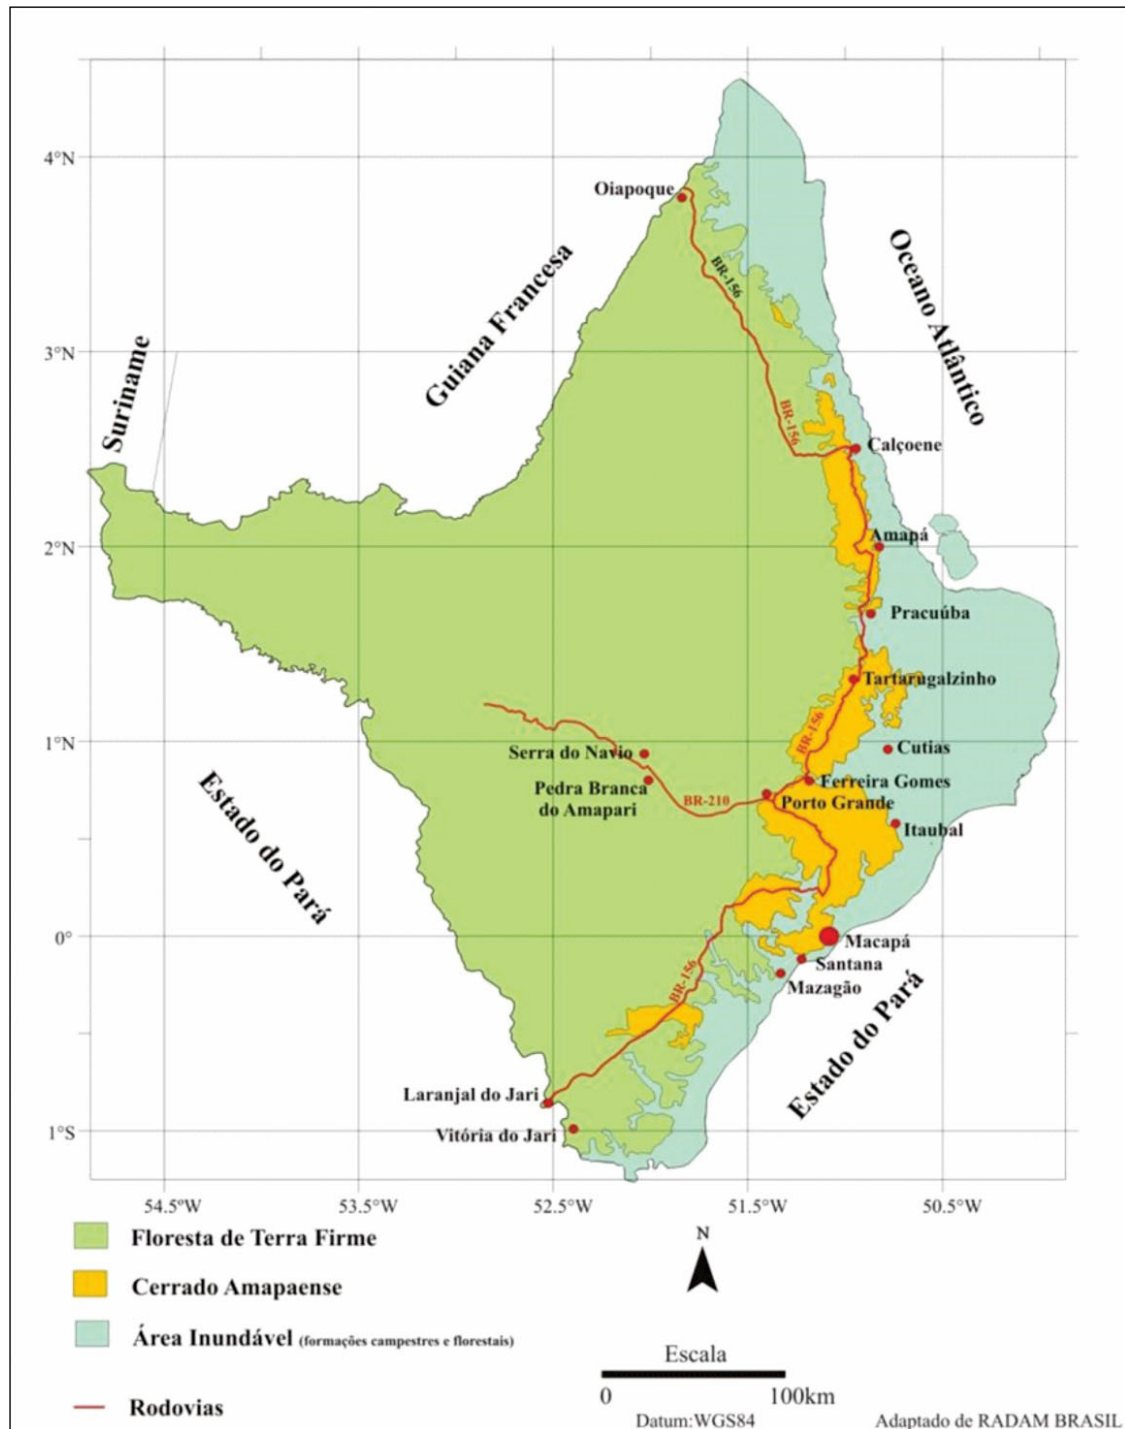 4°N
Oiapoque
BR-156
Oceano Atlântico
Guiana Francesa
3°N
Suriname
BR-156
Calçoene
2°N
Amapá
Pracuúba
Tartarugalzinho
BR-156
1°N
Serra do Navio
Cutias
Pedra Branca
do Amapari
BR-210
Ferreira Gomes
Porto Grande
Itaubal
Estado do Pará
0°
Macapá
Santana
Mazagão
BR-156
Estado do Pará
Laranjal do Jari
1°S
Vitória do Jari
54.5°W 53.5°W 52.5°W 51.5°W 50.5°W
Floresta de Terra Firme
N
Cerrado Amapaense
Área Inundável (formações campestres e florestais)
Escala
0 100km
Rodovias
Datum:WGS84
Adaptado de RADAM BRASIL